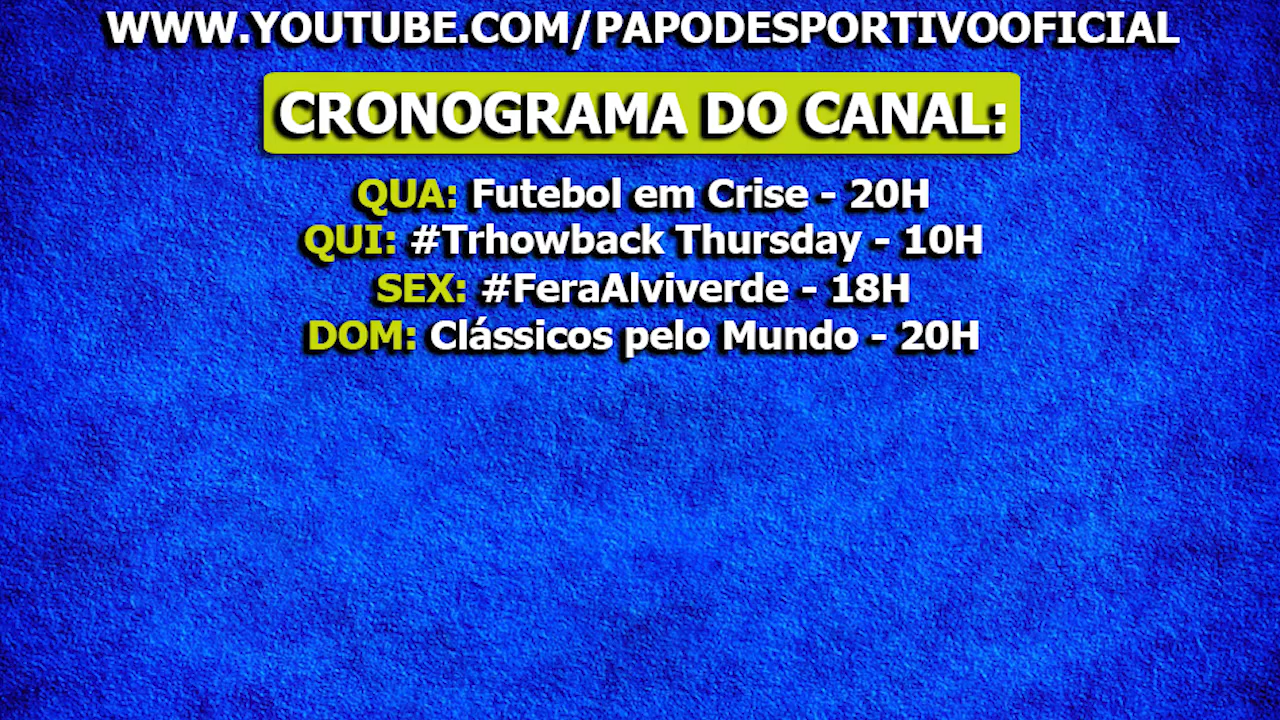 WWW.YOUTUBE.COM/PAPODESPORTIVOOFICIAL
CRONOGRAMA DO CANAL:
QUA: Futebol em Crise - 20H
QUI: #Trhowback Thursday - 10H
SEX: #FeraAlviverde - 18H
DOM: Clássicos pelo Mundo - 20H